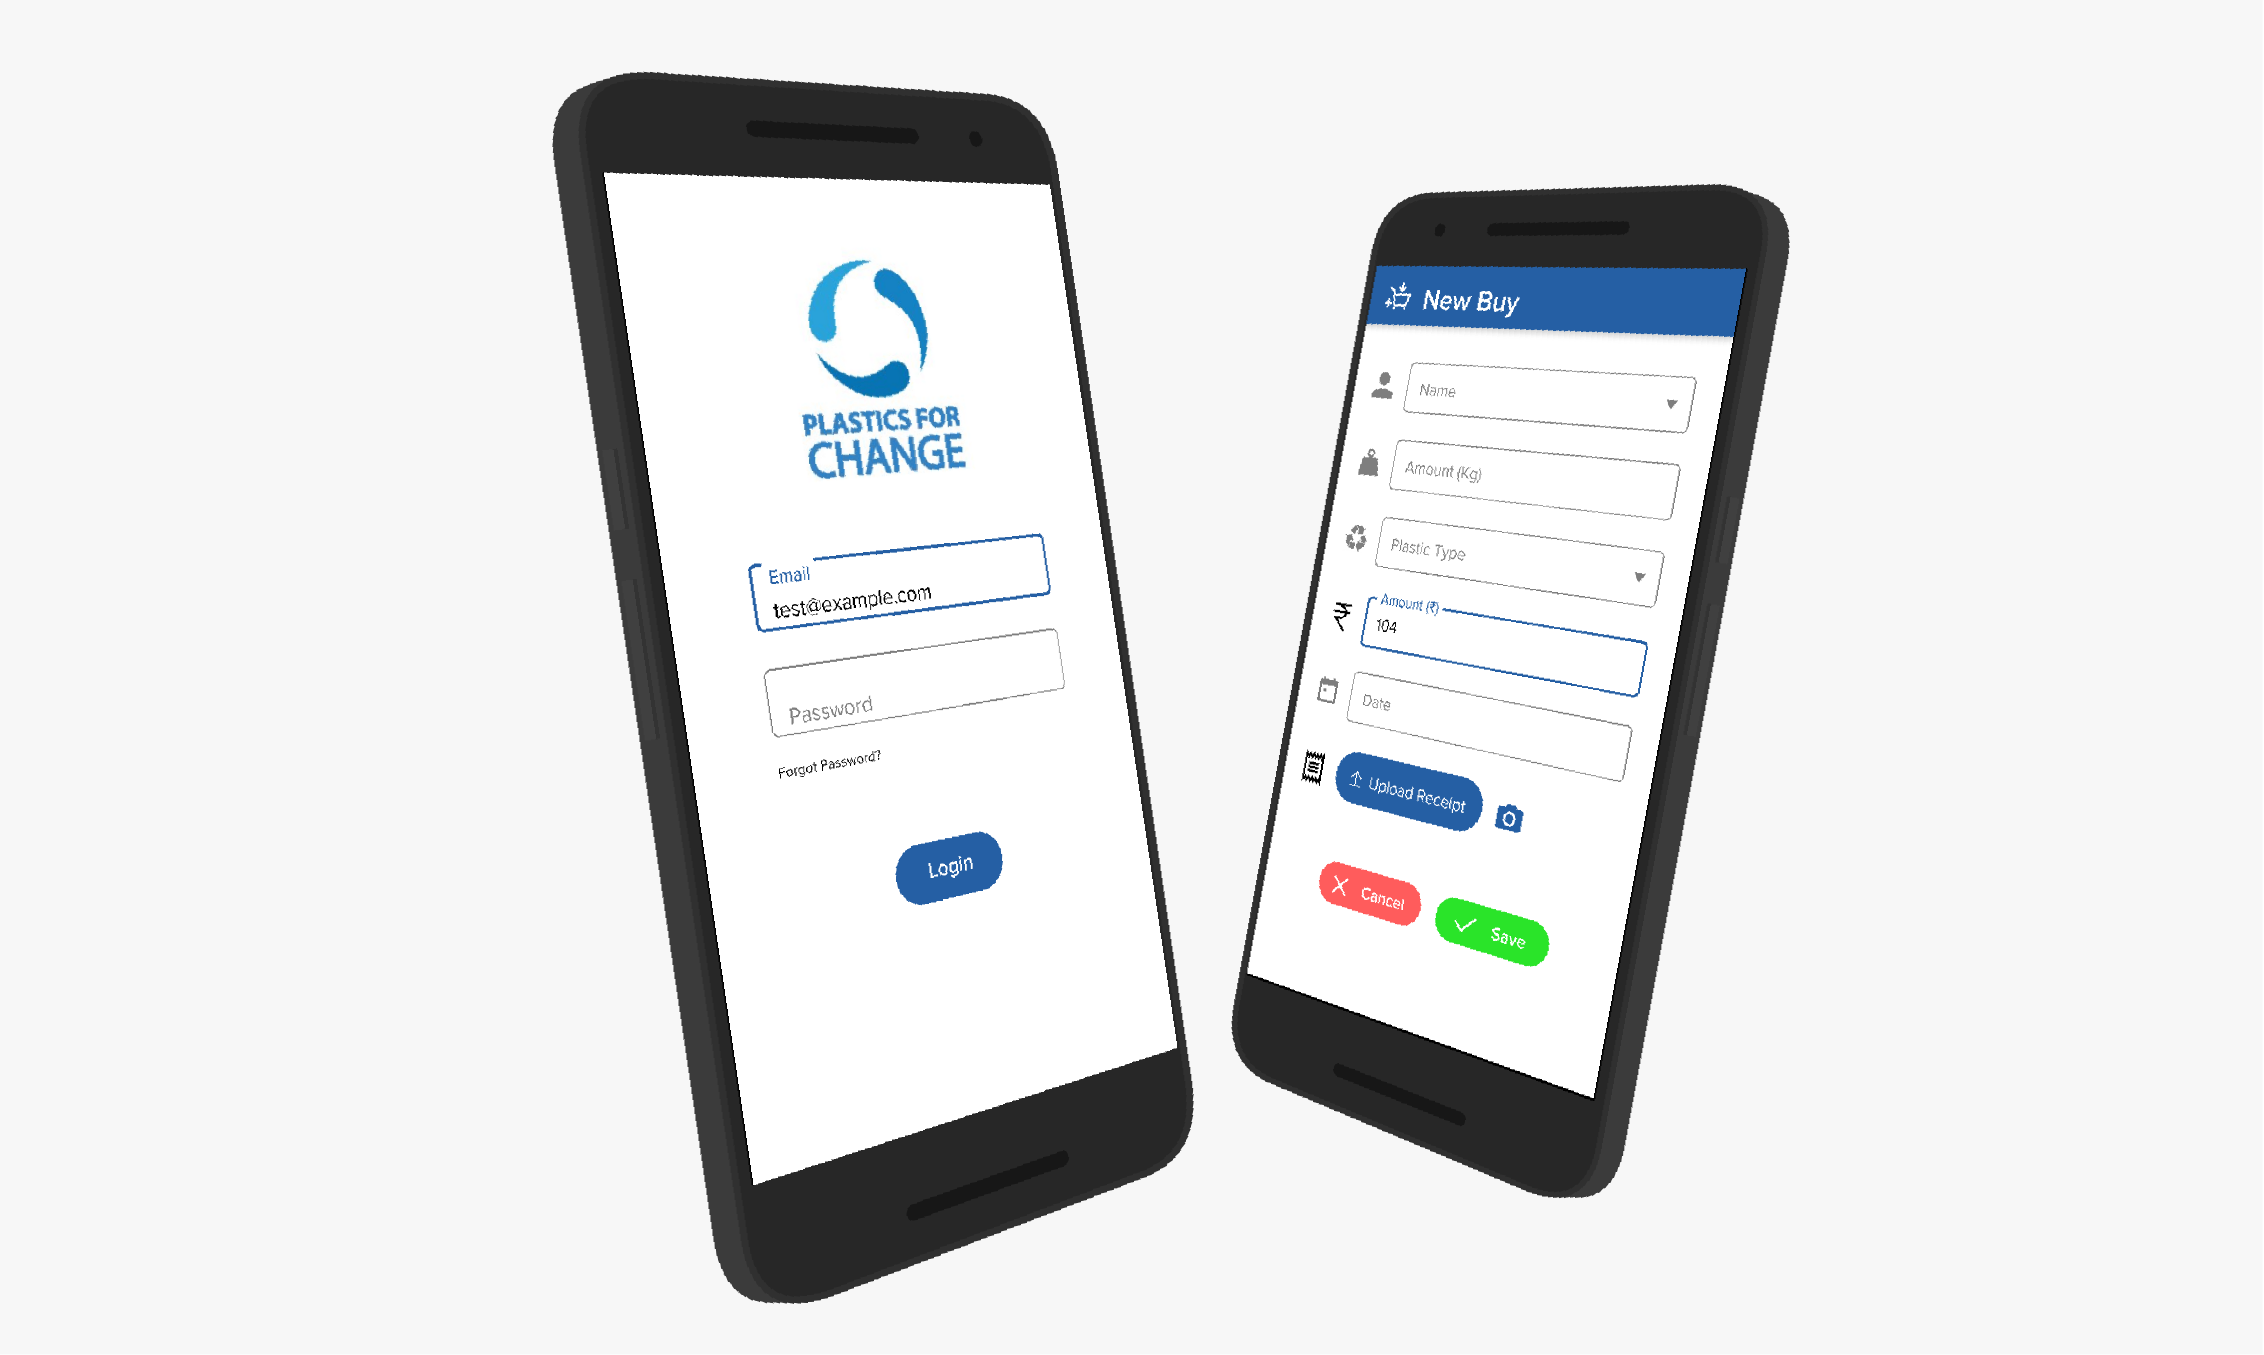 PLASTICS FOR
CHANGE
Email
test@example.com
Password
Forgot Password?
Login
New Buy
Name
Amount (Kg)
Plastic Type
Amount (₹)
₹
104
Date
Upload Receipt
Cancel
Save